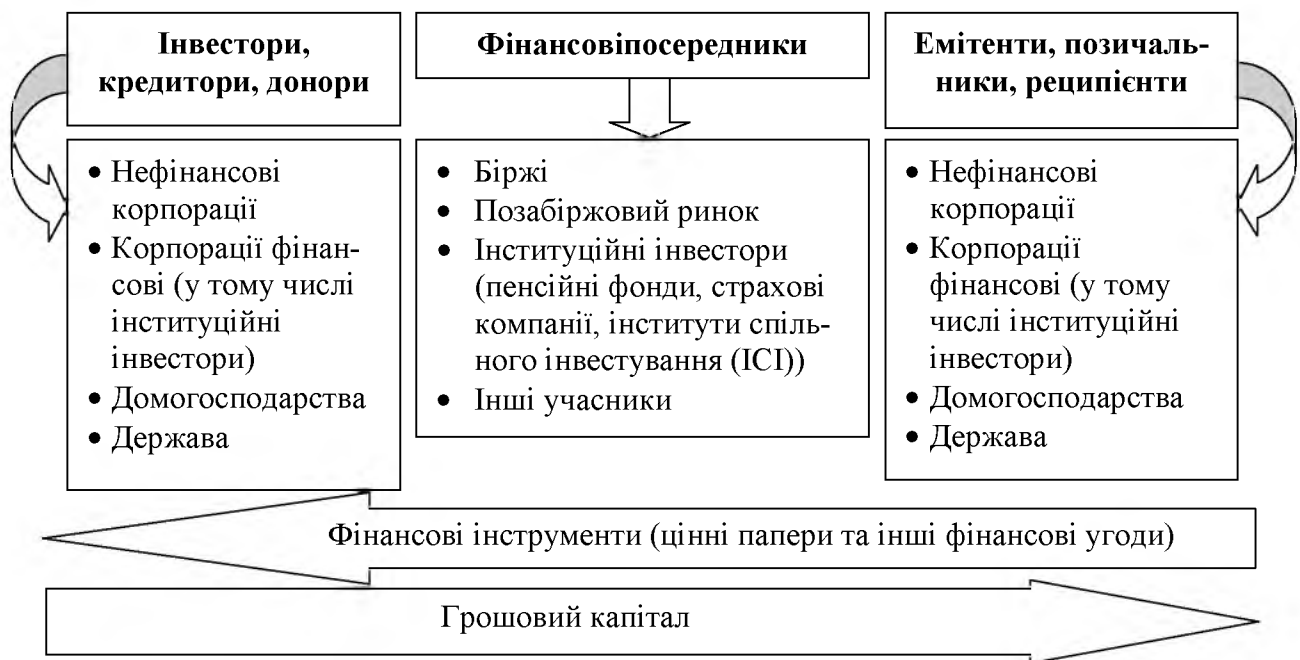 Інвестори,
кредитори, донори
• Нефінансові
корпорації
• Корпорації фінан-
сові (у тому числі
інституційні
інвестори)
• Домогосподарства
• Держава
Фінансовіпосередники
• Біржі
• Позабіржовий ринок
• Інституційні інвестори
(пенсійні фонди, страхові
компанії, інститути спіль-
ного інвестування (ІСІ))
• Інші учасники
Емітенти, позичаль-
ники, реципієнти
• Нефінансові
корпорації
• Корпорації
фінансові (у тому
числі інституційні
інвестори)
• Домогосподарства
• Держава
Фінансові інструменти (цінні папери та інші фінансові угоди)
Грошовий капітал